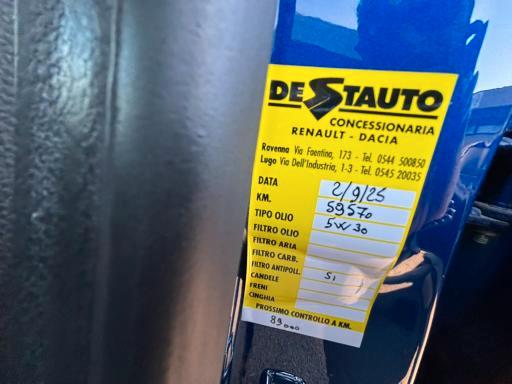 DESTAUTO
CONCESSIONARIA
RENAULT - DACIA
Ravenna Via Faentina, 173 - Tel. 0544 500850
Lugo Via Dell'Industria, 1-3 - Tel. 0545 20035
DATA 2/9/25
KM. 59570
TIPO OLIO 5W30
FILTRO OLIO
FILTRO ARIA
FILTRO CARB.
FILTRO ANTIPOLL. Si
CANDELE
FRENI
CINGHIA
PROSSIMO CONTROLLO A KM.
89000